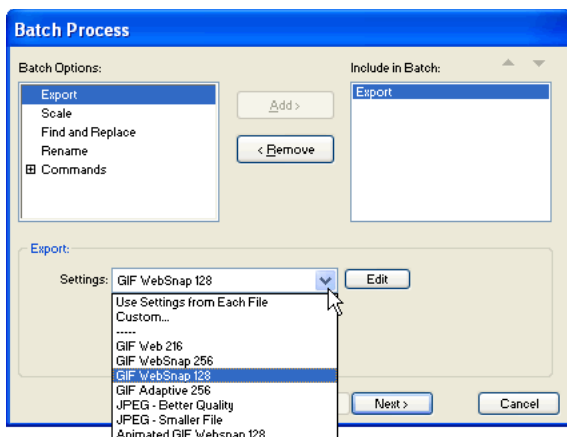 Batch Process
Batch Options:
Include in Batch:
Export
Scale
Find and Replace
Rename
Commands
Add >
< Remove
Export
Export:
Settings:
GIF WebSnap 128
Edit
Use Settings from Each File
Custom...
-----
GIF Web 216
GIF WebSnap 256
GIF WebSnap 128
GIF Adaptive 256
JPEG - Better Quality
JPEG - Smaller File
Animated GIF Websnap 128
Next >
Cancel